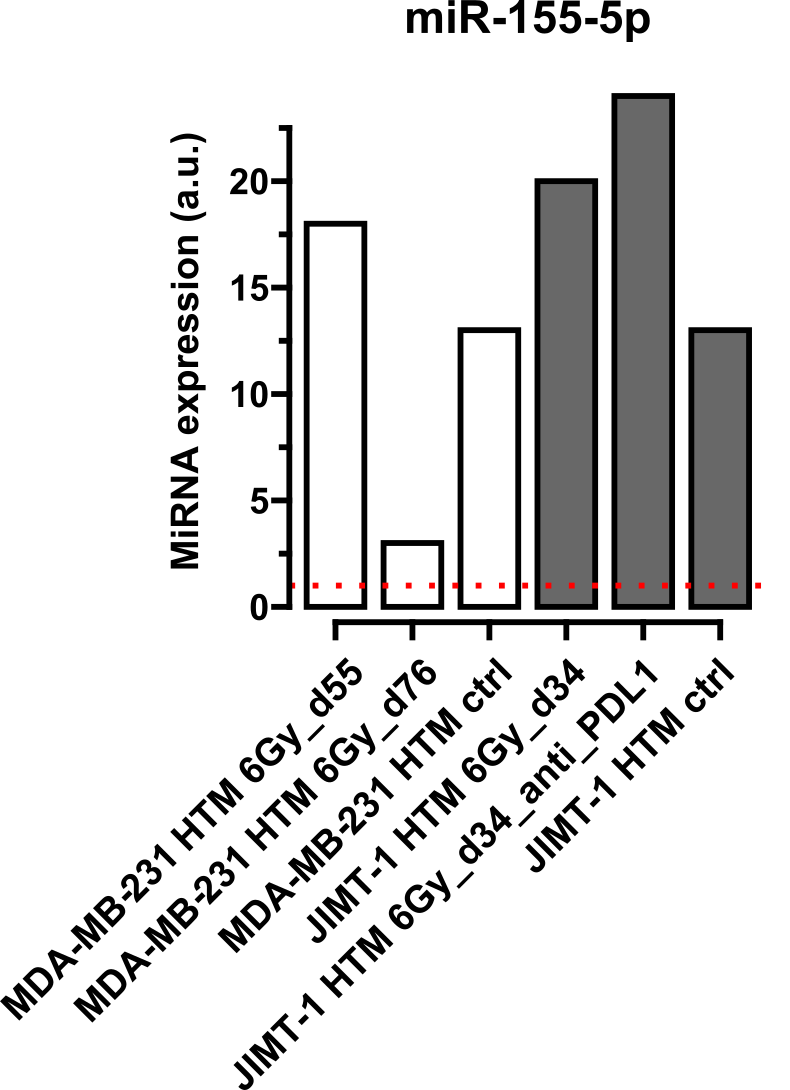 miR-155-5p
MiRNA expression (a.u.)
20
15
10
5
0
MDA-MB-231 HTM 6Gy_d55
MDA-MB-231 HTM 6Gy_d76
MDA-MB-231 HTM ctrl
JIMT-1 HTM 6Gy_d34
JIMT-1 HTM 6Gy_d34_anti_PDL1
JIMT-1 HTM ctrl